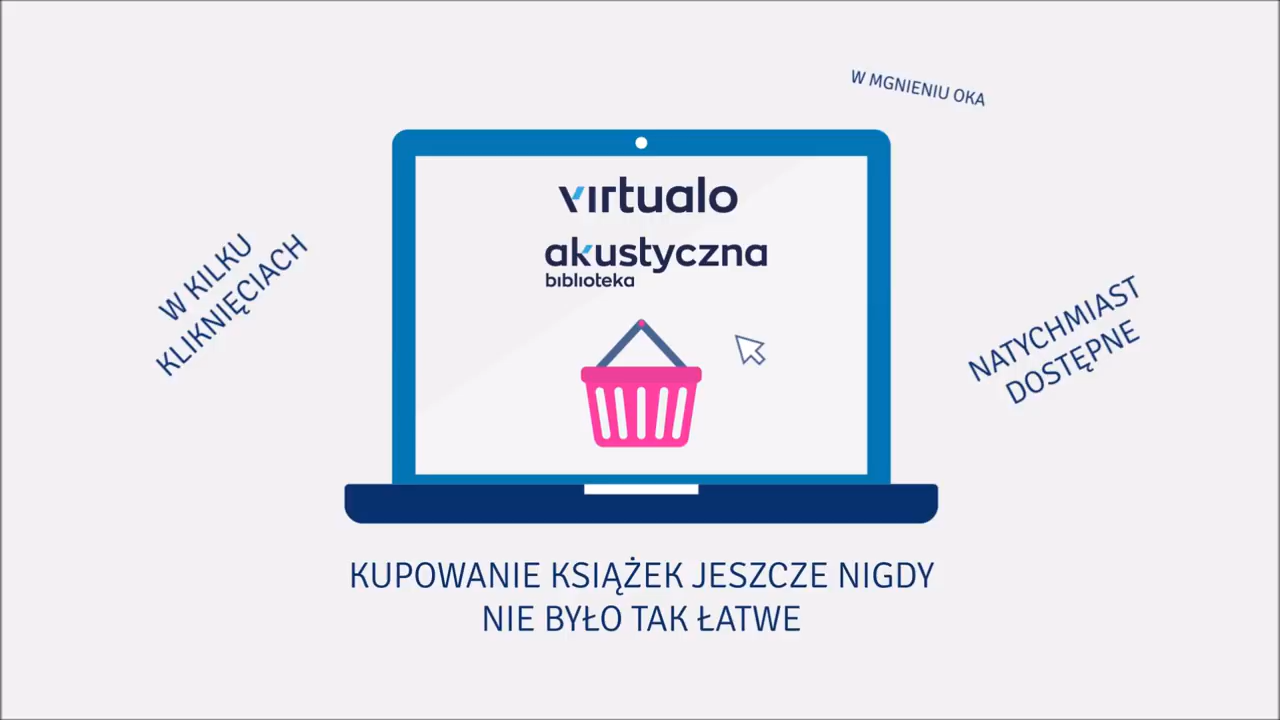 W MGNIENIU OKA
virtualo
akustyczna
biblioteka
W KILKU
KLIKNIĘCIACH
NATYCHMIAST
DOSTĘPNE
KUPOWANIE KSIĄŻEK JESZCZE NIGDY
NIE BYŁO TAK ŁATWE